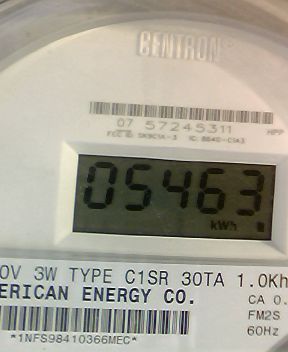 CENTRON
07 57245311
HPP
05463
kWh
0V 3W TYPE C1SR 30TA 1.0Kh
ERICAN ENERGY CO.
CA 0.
FM2S
60Hz
*1NFS98410366MEC*